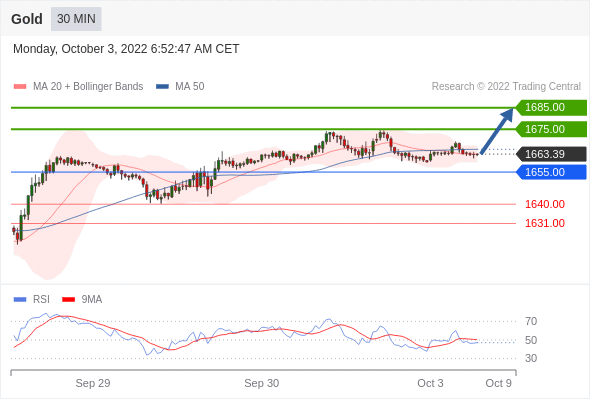 Gold 30 MIN
Monday, October 3, 2022 6:52:47 AM CET
MA 20 + Bollinger Bands MA 50 Research © 2022 Trading Central
1685.00
1675.00
1663.39
1655.00
1640.00
1631.00
RSI 9MA
70
50
30
Sep 29 Sep 30 Oct 3 Oct 9